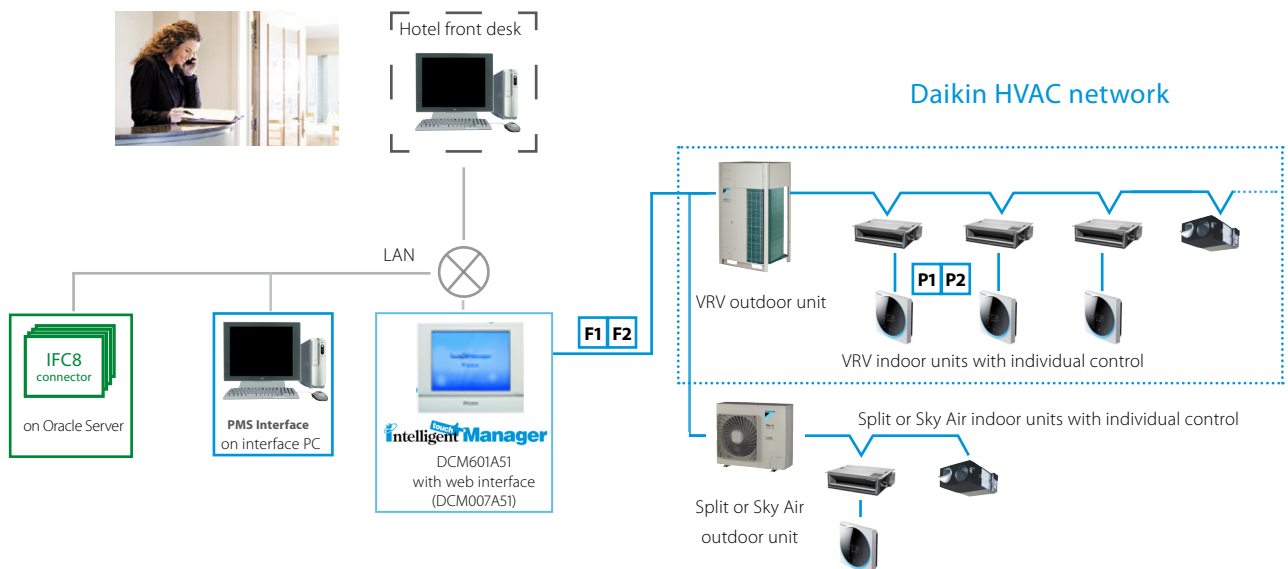 Hotel front desk
Daikin HVAC network
LAN
F1 F2
P1 P2
VRV outdoor unit
VRV indoor units with individual control
IFC8
connector
on Oracle Server
PMS Interface
on interface PC
intelligent touch Manager
DCM601A51
with web interface
(DCM007A51)
Split or Sky Air indoor units with individual control
Split or Sky Air
outdoor unit